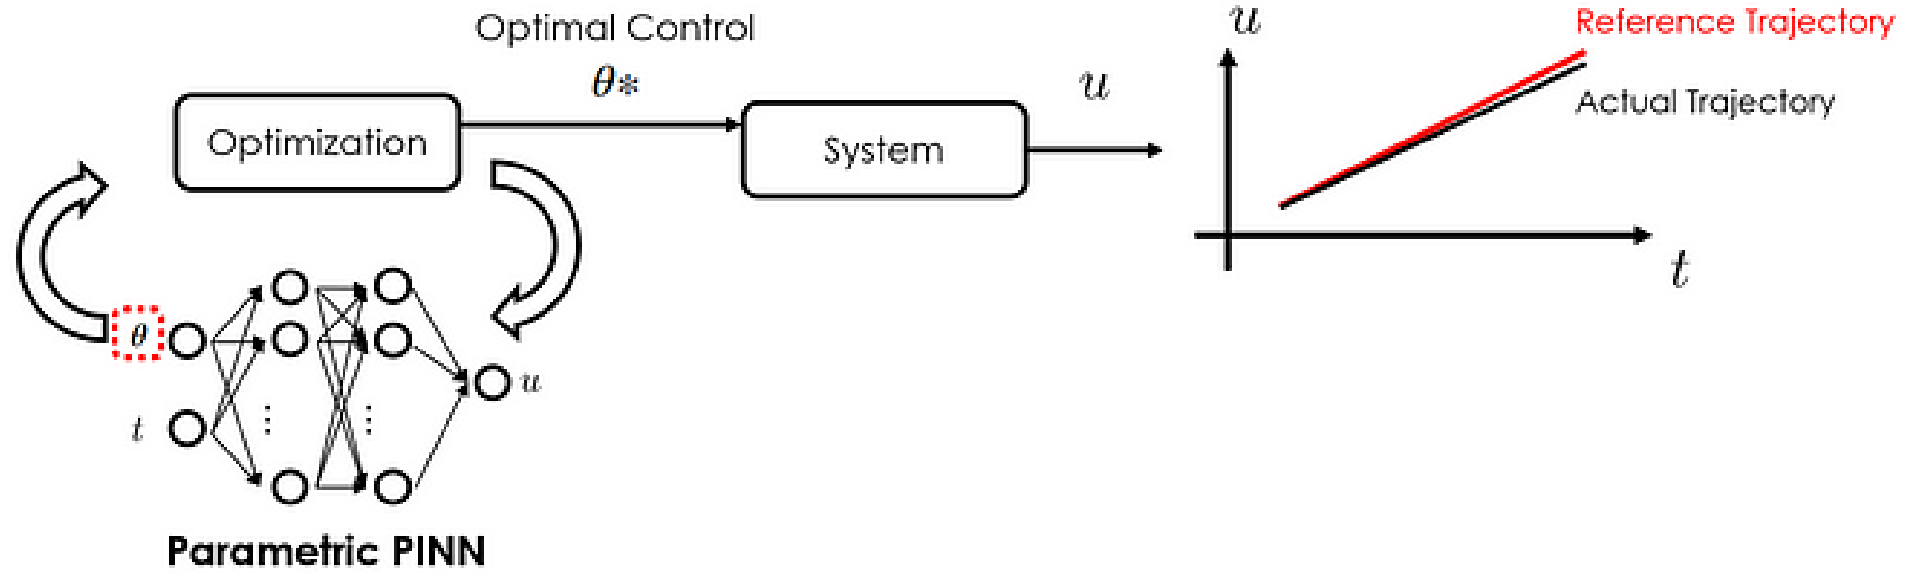 Optimal Control
θ*
Optimization
System
u
u
Reference Trajectory
Actual Trajectory
t
θ
t
⋮
⋮
u
Parametric PINN